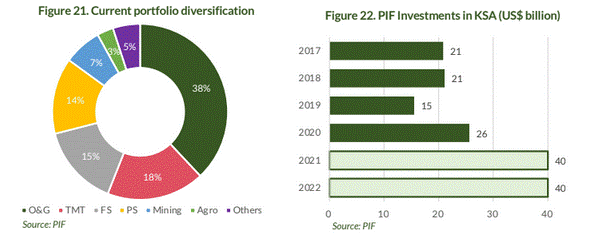 Figure 21. Current portfolio diversification
38%
18%
15%
14%
7%
3%
5%
O&G TMT FS PS Mining Agro Others
Source: PIF
Figure 22. PIF Investments in KSA (US$ billion)
2017 21
2018 21
2019 15
2020 26
2021 40
2022 40
0 10 20 30 40
Source: PIF